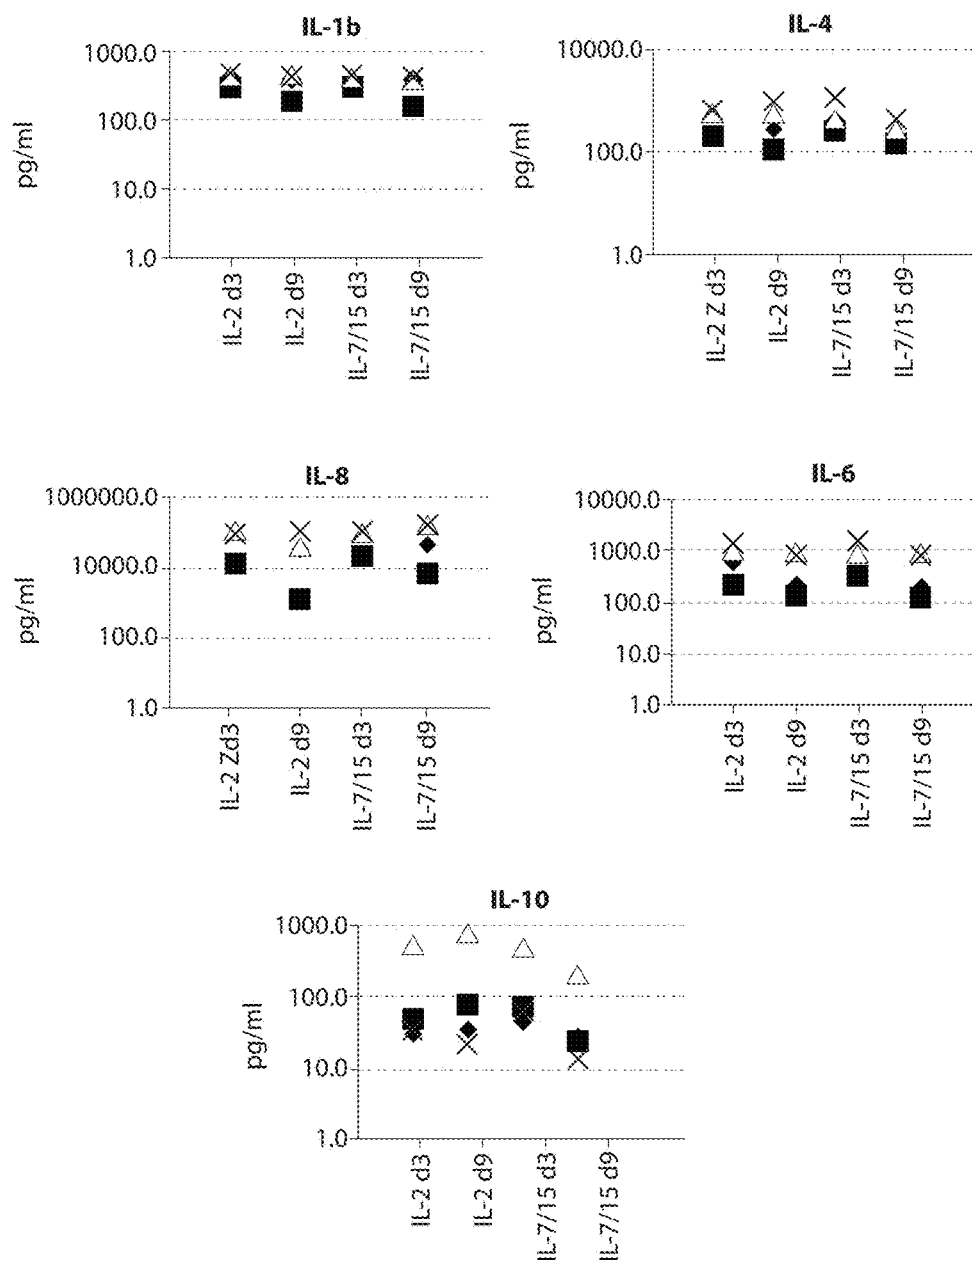 IL-1b
1000.0
100.0
10.0
1.0
pg/ml
IL-2 d3
IL-2 d9
IL-7/15 d3
IL-7/15 d9
IL-4
10000.0
100.0
1.0
pg/ml
IL-2 Z d3
IL-2 d9
IL-7/15 d3
IL-7/15 d9
IL-8
1000000.0
10000.0
100.0
1.0
pg/ml
IL-2 Zd3
IL-2 d9
IL-7/15 d3
IL-7/15 d9
IL-6
10000.0
1000.0
100.0
10.0
1.0
pg/ml
IL-2 d3
IL-2 d9
IL-7/15 d3
IL-7/15 d9
IL-10
1000.0
100.0
10.0
1.0
pg/ml
IL-2 d3
IL-2 d9
IL-7/15 d3
IL-7/15 d9